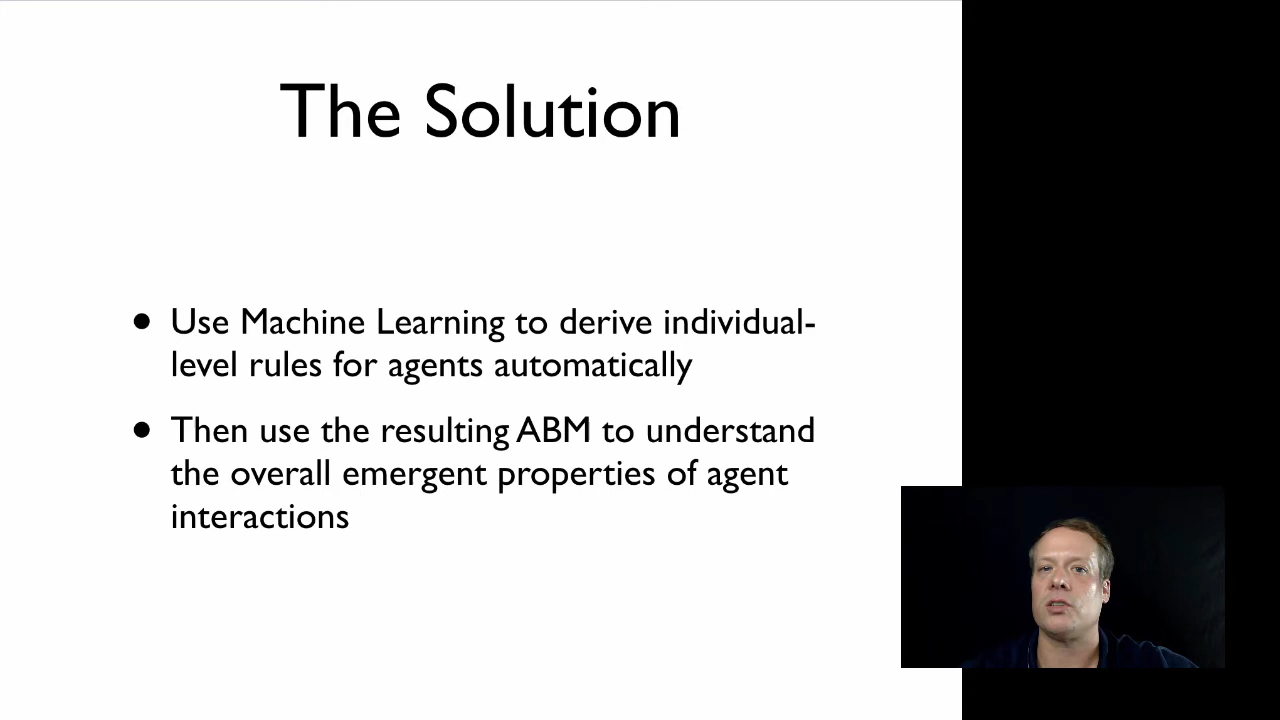 The Solution
• Use Machine Learning to derive individual-
level rules for agents automatically
• Then use the resulting ABM to understand
the overall emergent properties of agent
interactions